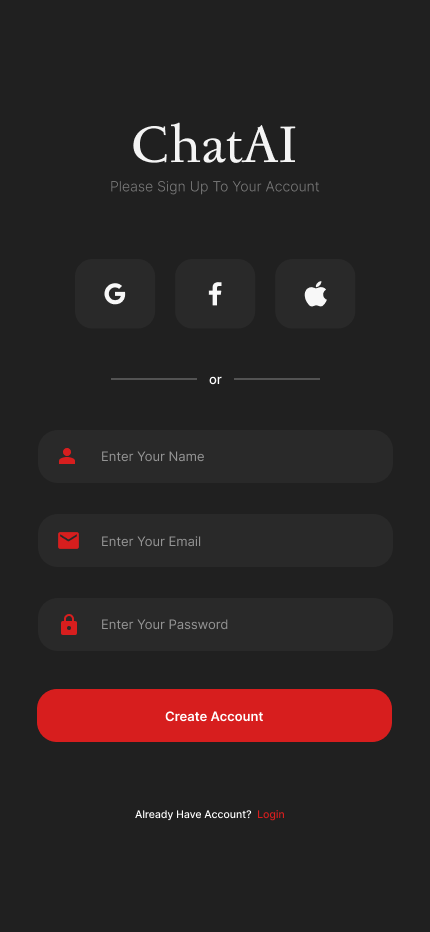 ChatAI
Please Sign Up To Your Account
or
Enter Your Name
Enter Your Email
Enter Your Password
Create Account
Already Have Account? Login